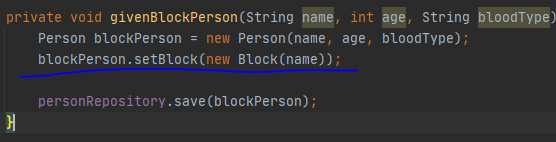 private void givenBlockPerson(String name, int age, String bloodType)
Person blockPerson = new Person(name, age, bloodType);
blockPerson.setBlock(new Block(name));
personRepository.save(blockPerson);
}